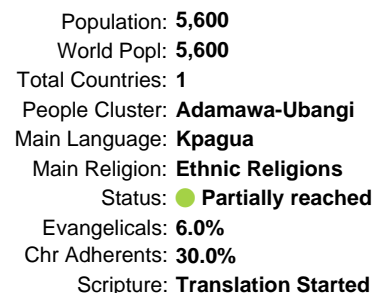 Population: 5,600
World Popl: 5,600
Total Countries: 1
People Cluster: Adamawa-Ubangi
Main Language: Kpagua
Main Religion: Ethnic Religions
Status: Partially reached
Evangelicals: 6.0%
Chr Adherents: 30.0%
Scripture: Translation Started